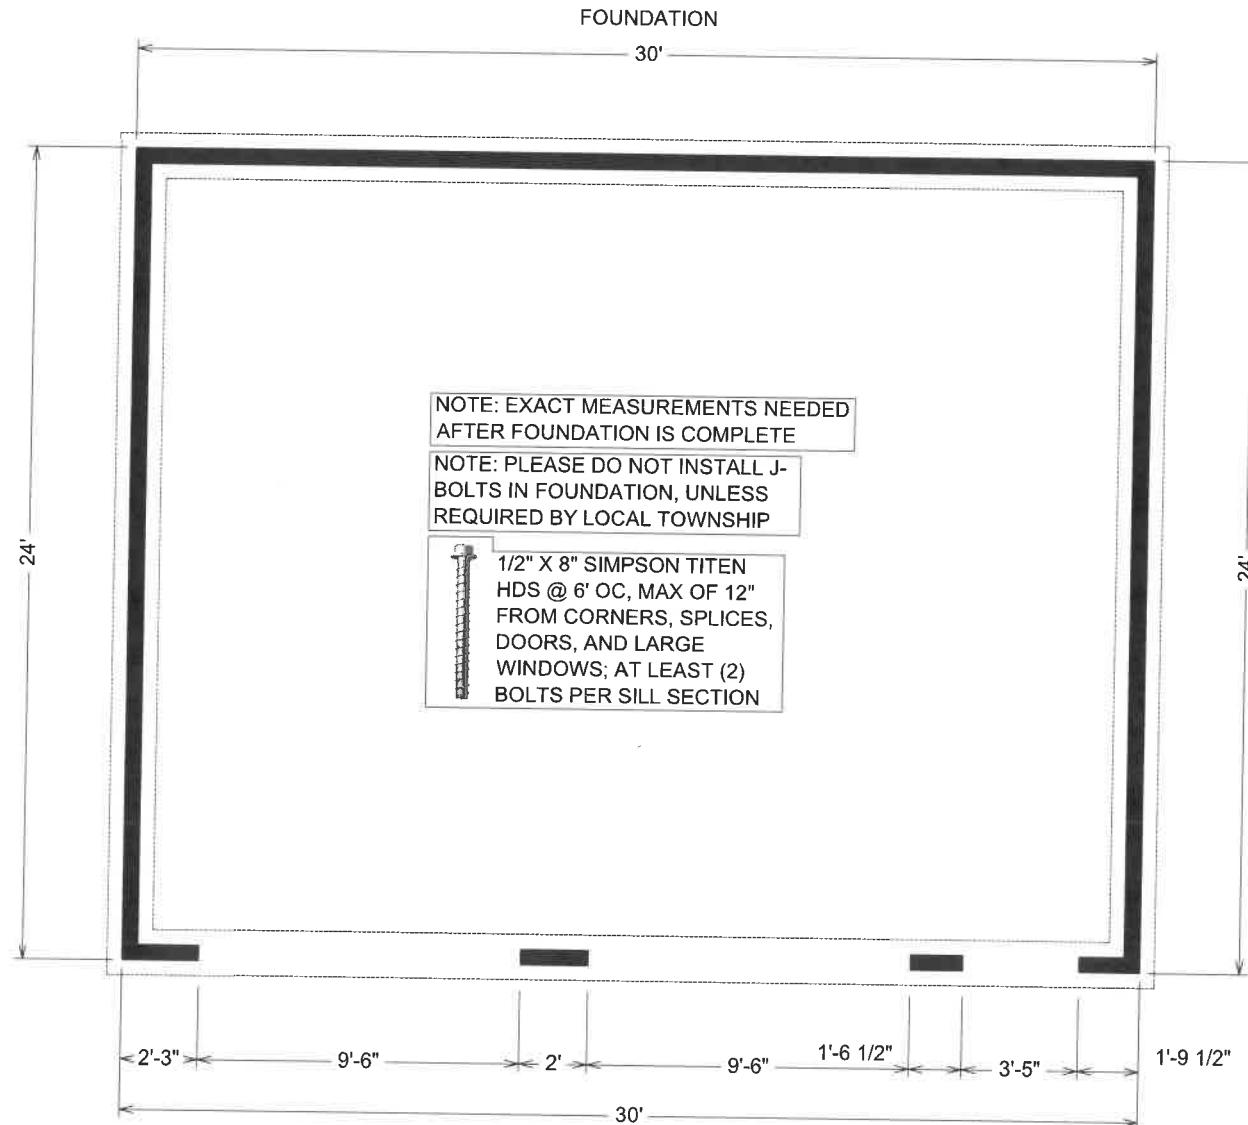 FOUNDATION
30'
24'
24'
NOTE: EXACT MEASUREMENTS NEEDED
AFTER FOUNDATION IS COMPLETE
NOTE: PLEASE DO NOT INSTALL J-
BOLTS IN FOUNDATION, UNLESS
REQUIRED BY LOCAL TOWNSHIP
1/2" X 8" SIMPSON TITEN
HDS @ 6' OC, MAX OF 12"
FROM CORNERS, SPLICES,
DOORS, AND LARGE
WINDOWS; AT LEAST (2)
BOLTS PER SILL SECTION
2'-3"
9'-6"
2'
9'-6"
1'-6 1/2"
3'-5"
1'-9 1/2"
30'